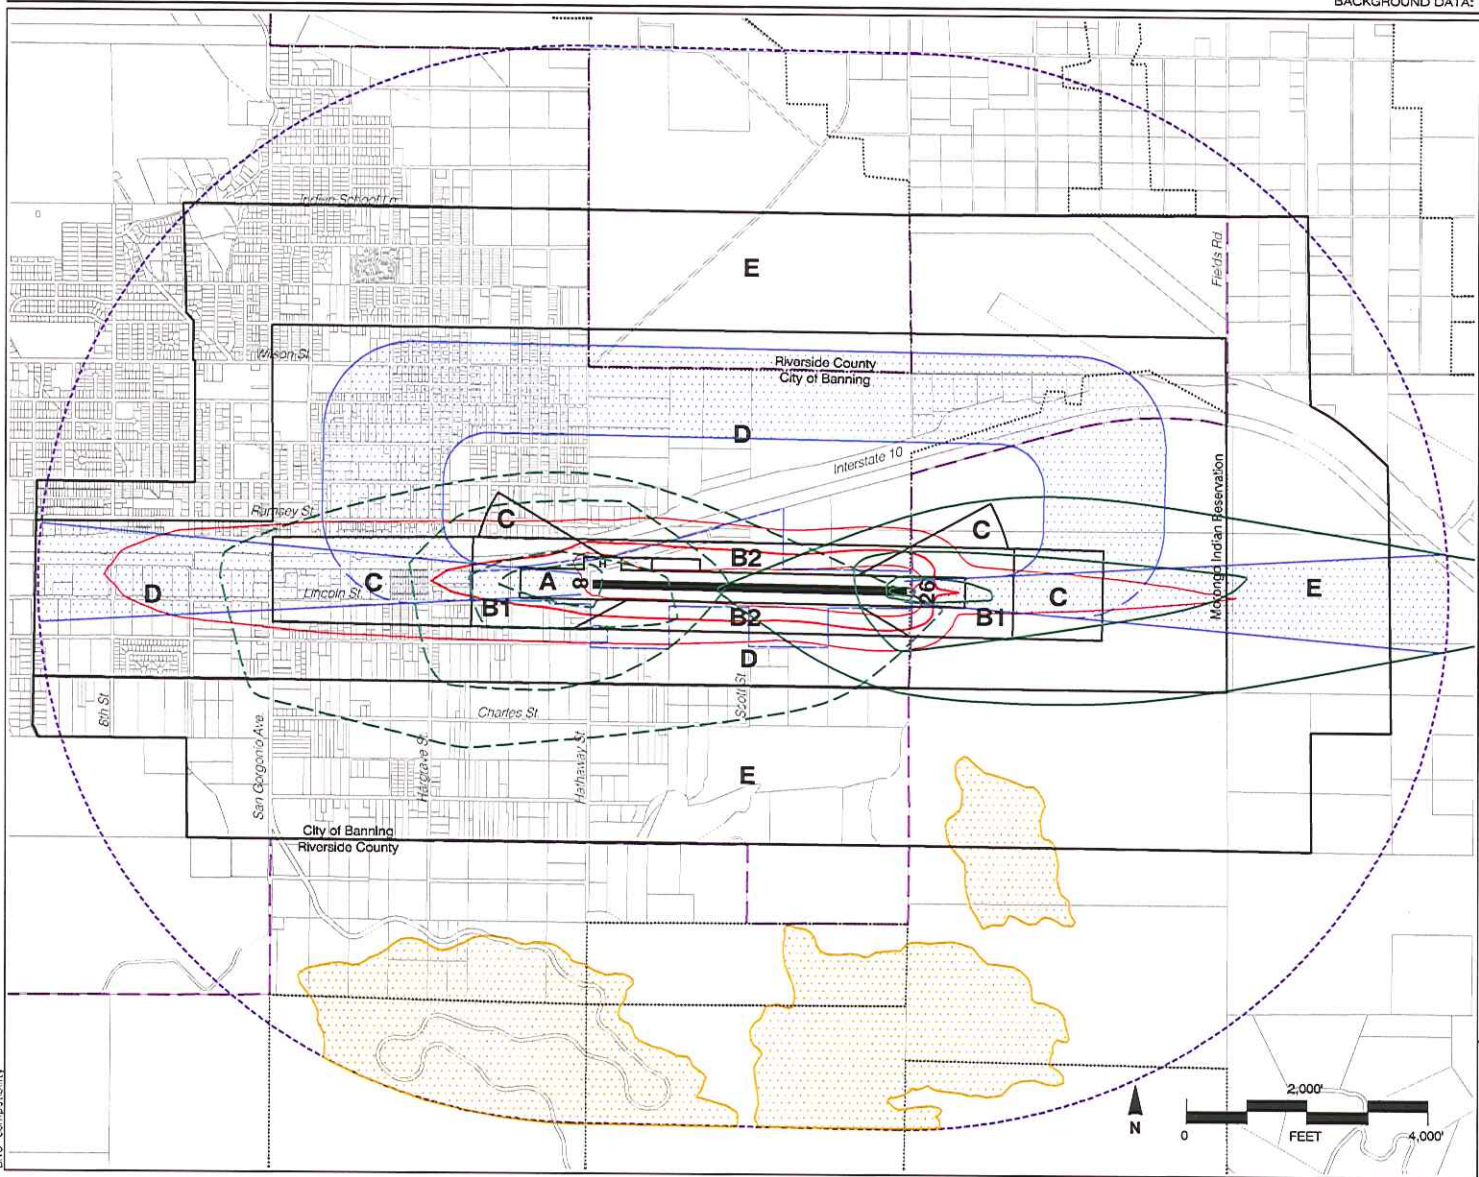 BACKGROUND DATA:
Indian School Ln
E
Fields Rd.
Wilson St.
Riverside County
City of Banning
D
Interstate 10
Ramsey St.
C
C
Morongo Indian Reservation
B2
H
A
8
26
C
D
Lincoln St.
B1
B2
B1
C
E
D
8th St.
San Gorgonio Ave.
Hargrave St.
Charles St.
Hathaway St.
Scott St.
E
City of Banning
Riverside County
N
2,000'
0
FEET
4,000'